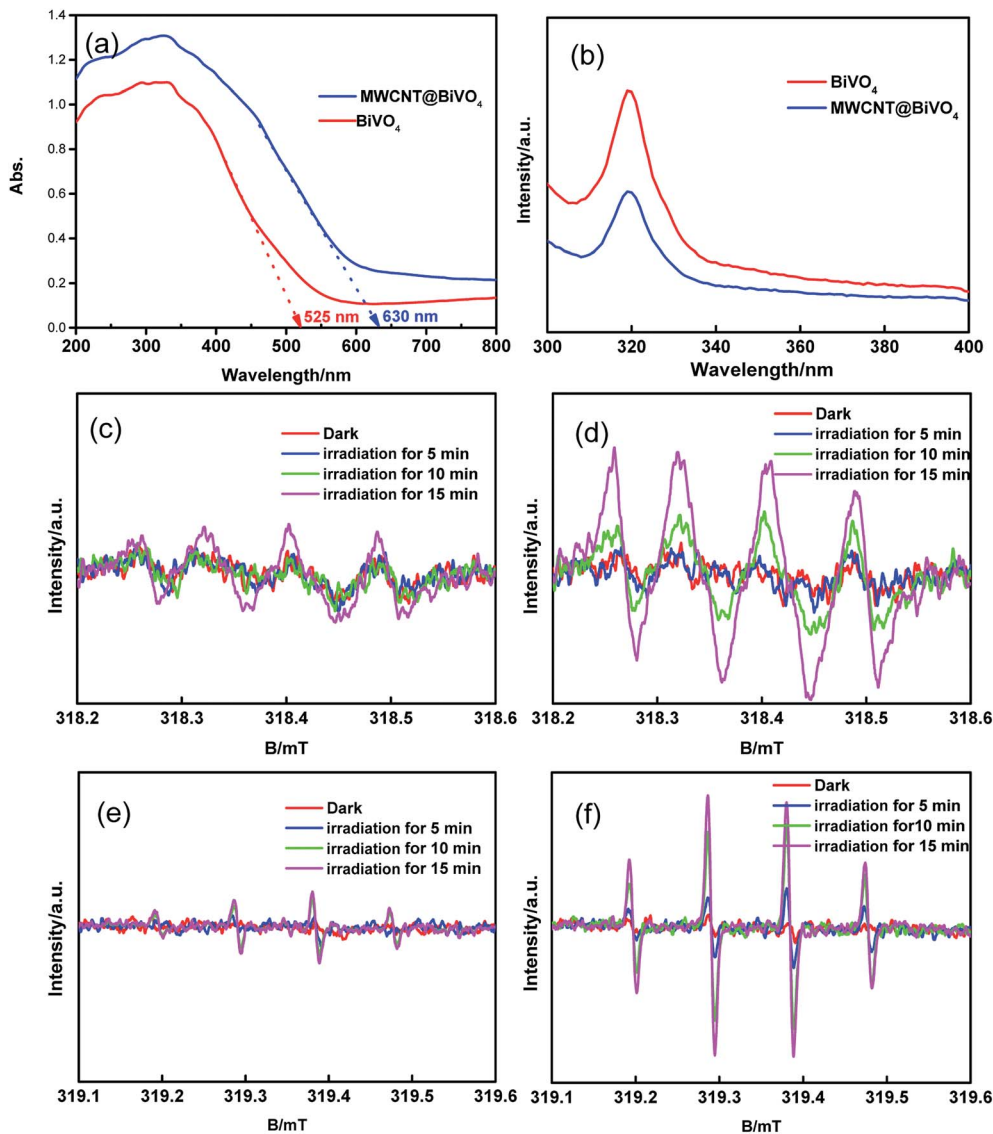 (a)
1.4
1.2
1.0
0.8
0.6
0.4
0.2
0.0
Abs.
MWCNT@BiVO₄
BiVO₄
525 nm 630 nm
200 300 400 500 600 700 800
Wavelength/nm
(b)
Intensity/a.u.
BiVO₄
MWCNT@BiVO₄
300 320 340 360 380 400
Wavelength/nm
(c)
Intensity/a.u.
Dark
irradiation for 5 min
irradiation for 10 min
irradiation for 15 min
318.2 318.3 318.4 318.5 318.6
B/mT
(d)
Intensity/a.u.
Dark
irradiation for 5 min
irradiation for 10 min
irradiation for 15 min
318.2 318.3 318.4 318.5 318.6
B/mT
(e)
Intensity/a.u.
Dark
irradiation for 5 min
irradiation for 10 min
irradiation for 15 min
319.1 319.2 319.3 319.4 319.5 319.6
B/mT
(f)
Intensity/a.u.
Dark
irradiation for 5 min
irradiation for10 min
irradiation for 15 min
319.1 319.2 319.3 319.4 319.5 319.6
B/mT